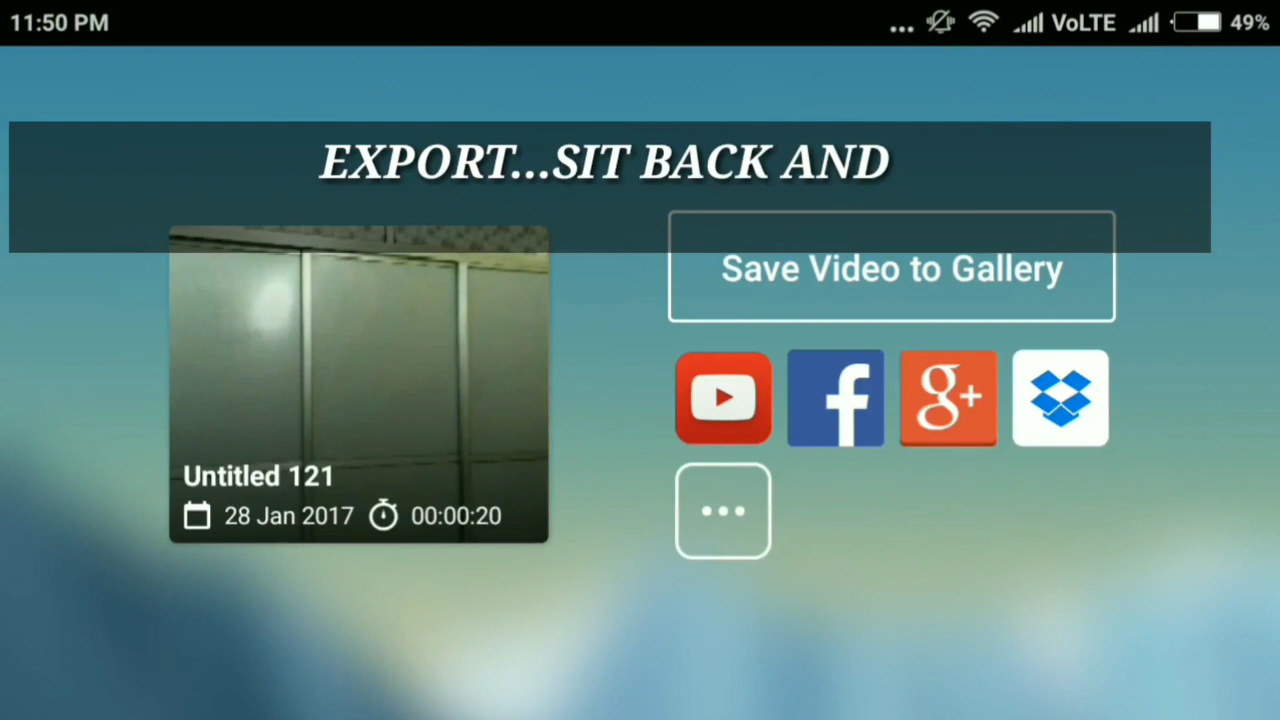 11:50 PM
... VoLTE 49%
EXPORT...SIT BACK AND
Save Video to Gallery
f g+
Untitled 121
28 Jan 2017 00:00:20